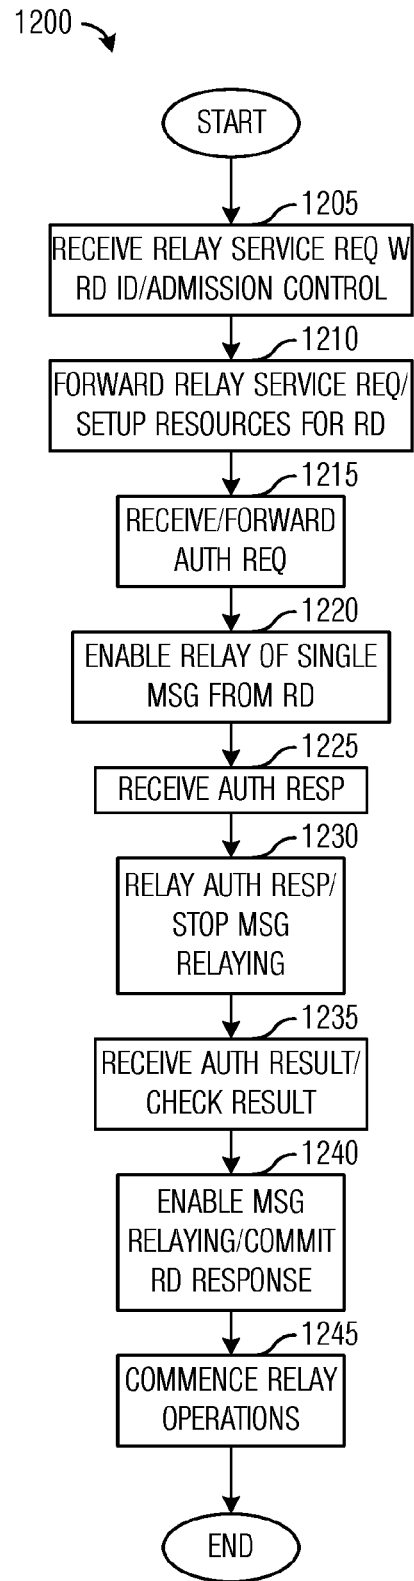 1200
START
1205
RECEIVE RELAY SERVICE REQ W
RD ID/ADMISSION CONTROL
1210
FORWARD RELAY SERVICE REQ/
SETUP RESOURCES FOR RD
1215
RECEIVE/FORWARD
AUTH REQ
1220
ENABLE RELAY OF SINGLE
MSG FROM RD
1225
RECEIVE AUTH RESP
1230
RELAY AUTH RESP/
STOP MSG
RELAYING
1235
RECEIVE AUTH RESULT/
CHECK RESULT
1240
ENABLE MSG
RELAYING/COMMIT
RD RESPONSE
1245
COMMENCE RELAY
OPERATIONS
END